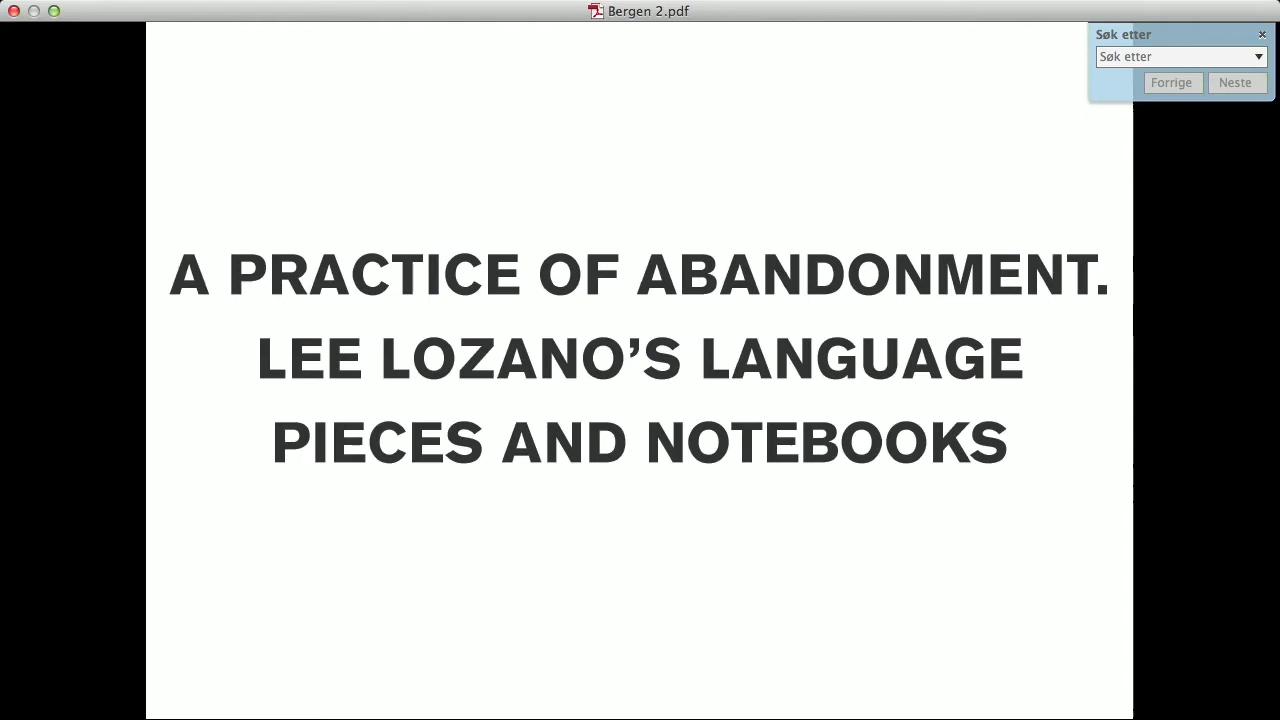 Bergen 2.pdf
Søk etter
Søk etter
Forrige Neste
A PRACTICE OF ABANDONMENT.
LEE LOZANO’S LANGUAGE
PIECES AND NOTEBOOKS